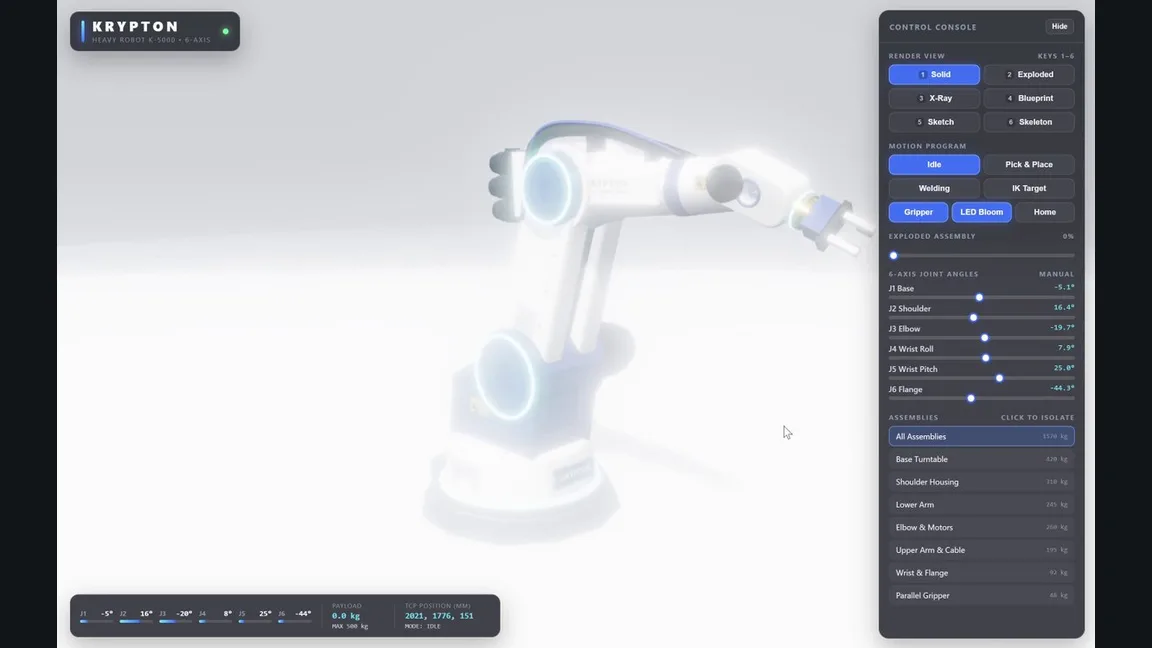 KRYPTON
HEAVY ROBOT K-5000 • 6-AXIS
CONTROL CONSOLE
Hide
RENDER VIEW
KEYS 1–6
1 Solid
2 Exploded
3 X-Ray
4 Blueprint
5 Sketch
6 Skeleton
MOTION PROGRAM
Idle
Pick & Place
Welding
IK Target
Gripper
LED Bloom
Home
EXPLODED ASSEMBLY
0%
6-AXIS JOINT ANGLES
MANUAL
J1 Base
-5.1°
J2 Shoulder
16.4°
J3 Elbow
-19.7°
J4 Wrist Roll
7.9°
J5 Wrist Pitch
25.0°
J6 Flange
-44.3°
ASSEMBLIES
CLICK TO ISOLATE
All Assemblies
1570 kg
Base Turntable
420 kg
Shoulder Housing
Lower Arm
245 kg
Elbow & Motors
Upper Arm & Cable
195 kg
Wrist & Flange
Parallel Gripper
J1 -5° J2 16° J3 -20° J4 8° J5 25° J6 -44°
PAYLOAD
0.0 kg
MAX 500 kg
TCP POSITION (MM)
2021, 1776, 151
MODE: IDLE